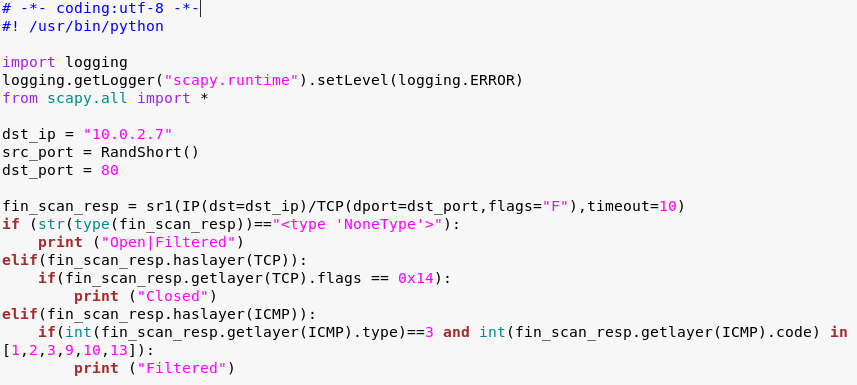 # -*- coding:utf-8 -*-
#! /usr/bin/python

import logging
logging.getLogger("scapy.runtime").setLevel(logging.ERROR)
from scapy.all import *

dst_ip = "10.0.2.7"
src_port = RandShort()
dst_port = 80

fin_scan_resp = sr1(IP(dst=dst_ip)/TCP(dport=dst_port,flags="F"),timeout=10)
if (str(type(fin_scan_resp))=="<type 'NoneType'>"):
    print ("Open|Filtered")
elif(fin_scan_resp.haslayer(TCP)):
    if(fin_scan_resp.getlayer(TCP).flags == 0x14):
        print ("Closed")
elif(fin_scan_resp.haslayer(ICMP)):
    if(int(fin_scan_resp.getlayer(ICMP).type)==3 and int(fin_scan_resp.getlayer(ICMP).code) in
[1,2,3,9,10,13]):
        print ("Filtered")